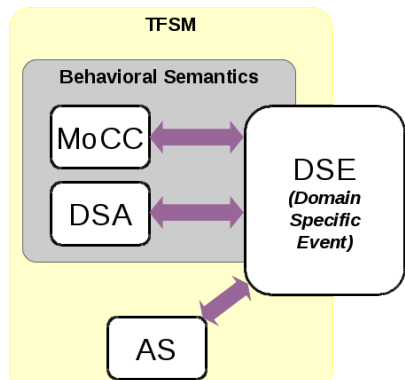 TFSM
Behavioral Semantics
MoCC
DSA
DSE
(Domain
Specific
Event)
AS